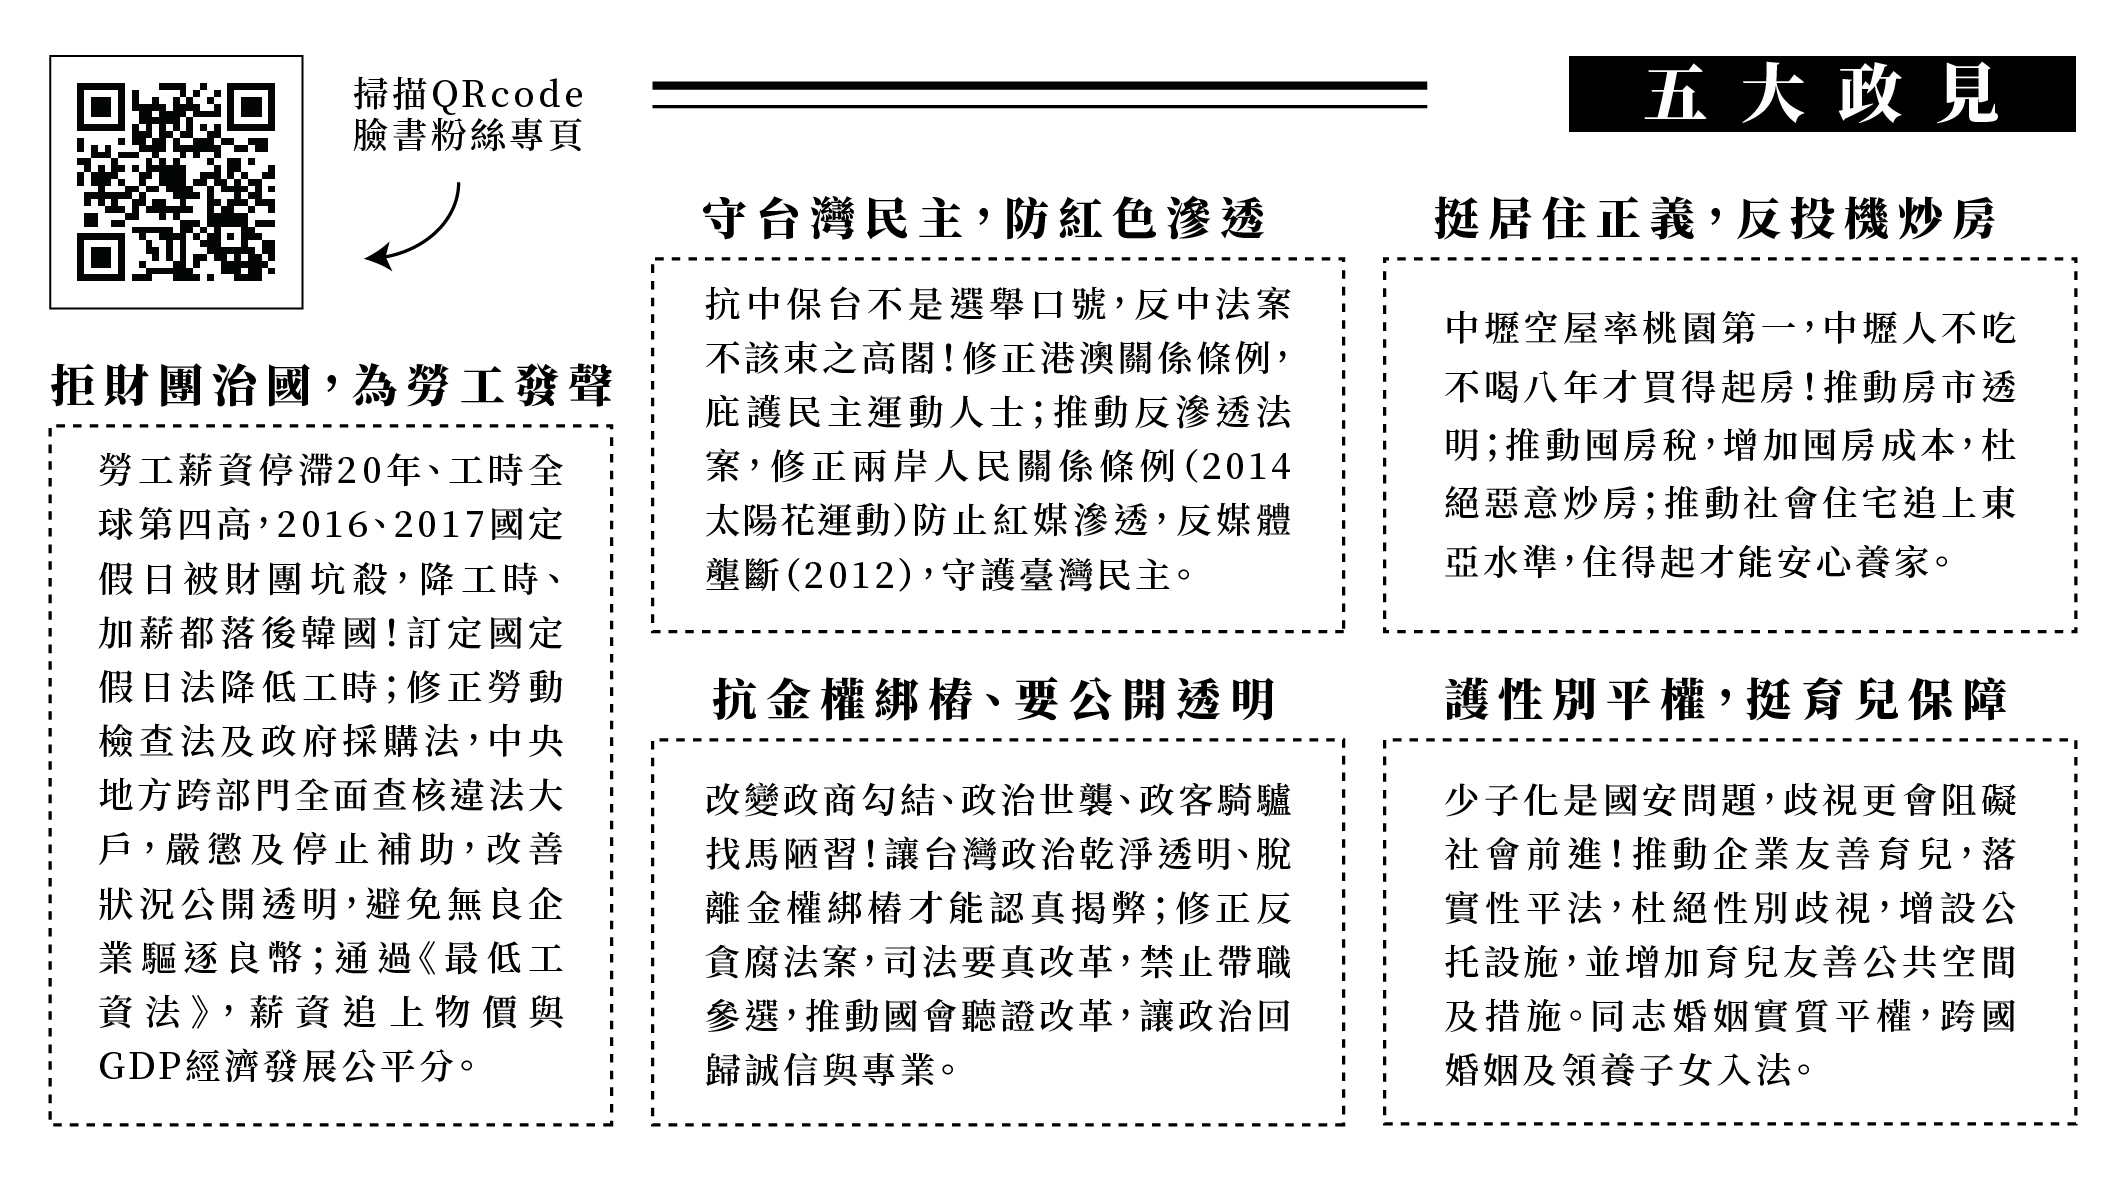 五大政見
掃描QRcode
臉書粉絲專頁
挺居住正義，反投機炒房
中壢空屋率桃園第一，中壢人不吃
不喝八年才買得起房！推動房市透
明；推動囤房稅，增加囤房成本，杜
絕惡意炒房；推動社會住宅追上東
亞水準，住得起才能安心養家。
護性別平權，挺育兒保障
少子化是國安問題，歧視更會阻礙
社會前進！推動企業友善育兒，落
實性平法，杜絕性別歧視，增設公
托設施，並增加育兒友善公共空間
及措施。同志婚姻實質平權，跨國
婚姻及領養子女入法。
守台灣民主，防紅色滲透
抗中保台不是選舉口號，反中法案
不該束之高閣！修正港澳關係條例，
庇護民主運動人士；推動反滲透法
案，修正兩岸人民關係條例（2014
太陽花運動）防止紅媒滲透，反媒體
壟斷（2012），守護臺灣民主。
抗金權綁樁、要公開透明
改變政商勾結、政治世襲、政客騎驢
找馬陋習！讓台灣政治乾淨透明、脫
離金權綁樁才能認真揭弊；修正反
貪腐法案，司法要真改革，禁止帶職
參選，推動國會聽證改革，讓政治回
歸誠信與專業。
拒財團治國，為勞工發聲
勞工薪資停滯20年、工時全
球第四高，2016、2017國定
假日被財團坑殺，降工時、
加薪都落後韓國！訂定國定
假日法降低工時；修正勞動
檢查法及政府採購法，中央
地方跨部門全面查核違法大
戶，嚴懲及停止補助，改善
狀況公開透明，避免無良企
業驅逐良幣；通過《最低工
資法》，薪資追上物價與
GDP經濟發展公平分。